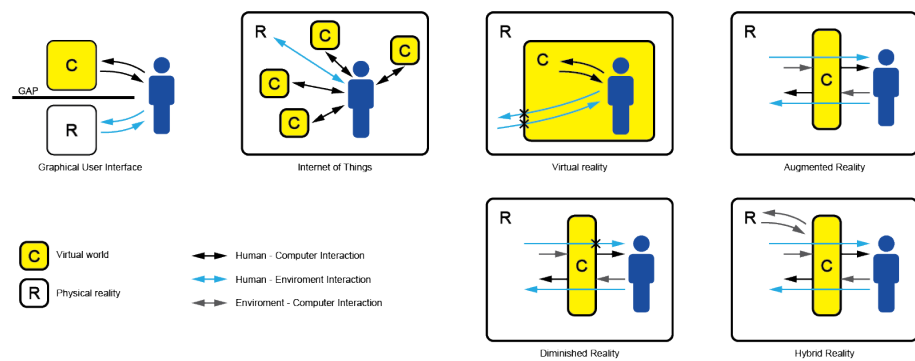 C
GAP
R
Graphical User Interface
R
C
C
C
C
Internet of Things
R
C
Virtual reality
R
C
Augmented Reality
C
Virtual world
R
Physical reality
Human - Computer Interaction
Human - Enviroment Interaction
Enviroment - Computer Interaction
R
C
Diminished Reality
R
C
Hybrid Reality